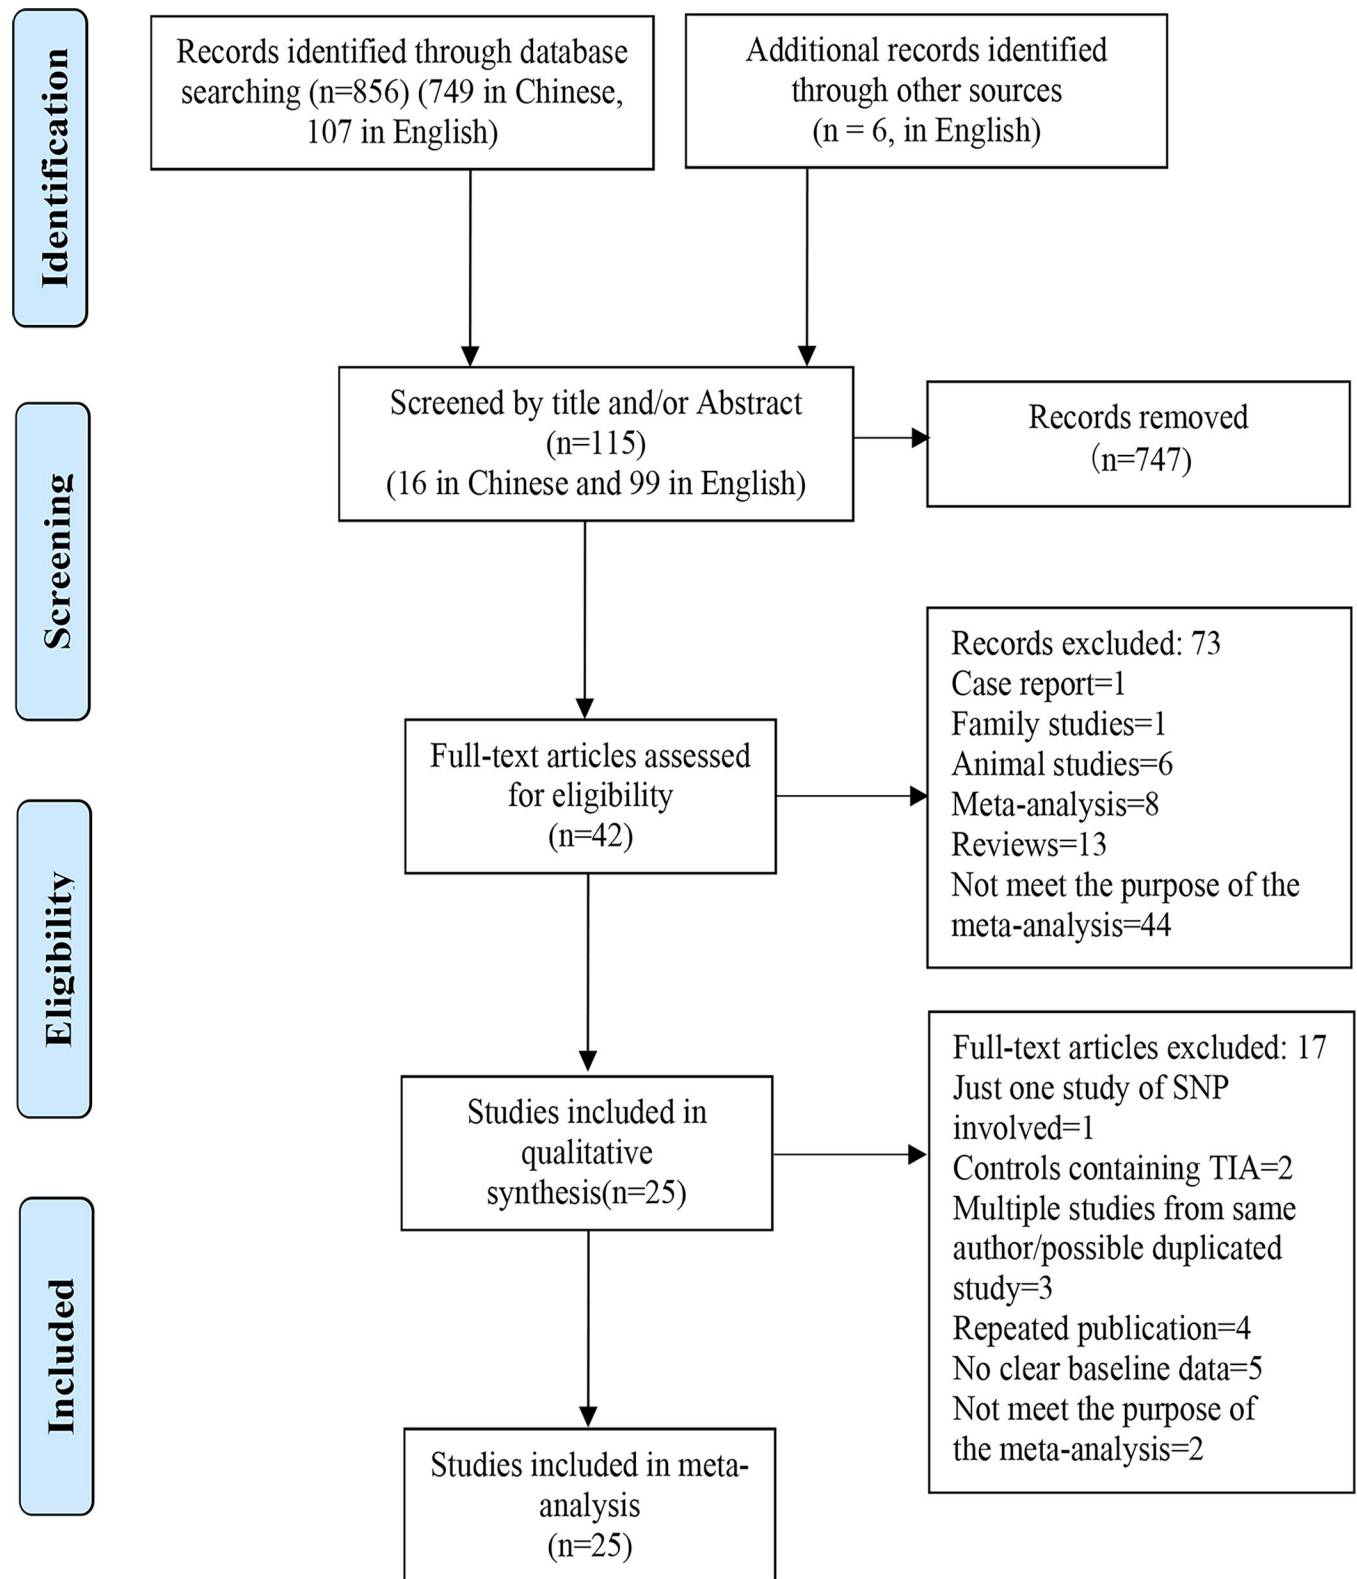 Identification
Records identified through database
searching (n=856) (749 in Chinese,
107 in English)
Additional records identified
through other sources
(n = 6, in English)
Screening
Screened by title and/or Abstract
(n=115)
(16 in Chinese and 99 in English)
Records removed
(n=747)
Eligibility
Full-text articles assessed
for eligibility
(n=42)
Records excluded: 73
Case report=1
Family studies=1
Animal studies=6
Meta-analysis=8
Reviews=13
Not meet the purpose of the
meta-analysis=44
Included
Studies included in
qualitative
synthesis(n=25)
Full-text articles excluded: 17
Just one study of SNP
involved=1
Controls containing TIA=2
Multiple studies from same
author/possible duplicated
study=3
Repeated publication=4
No clear baseline data=5
Not meet the purpose of
the meta-analysis=2
Studies included in meta-
analysis
(n=25)